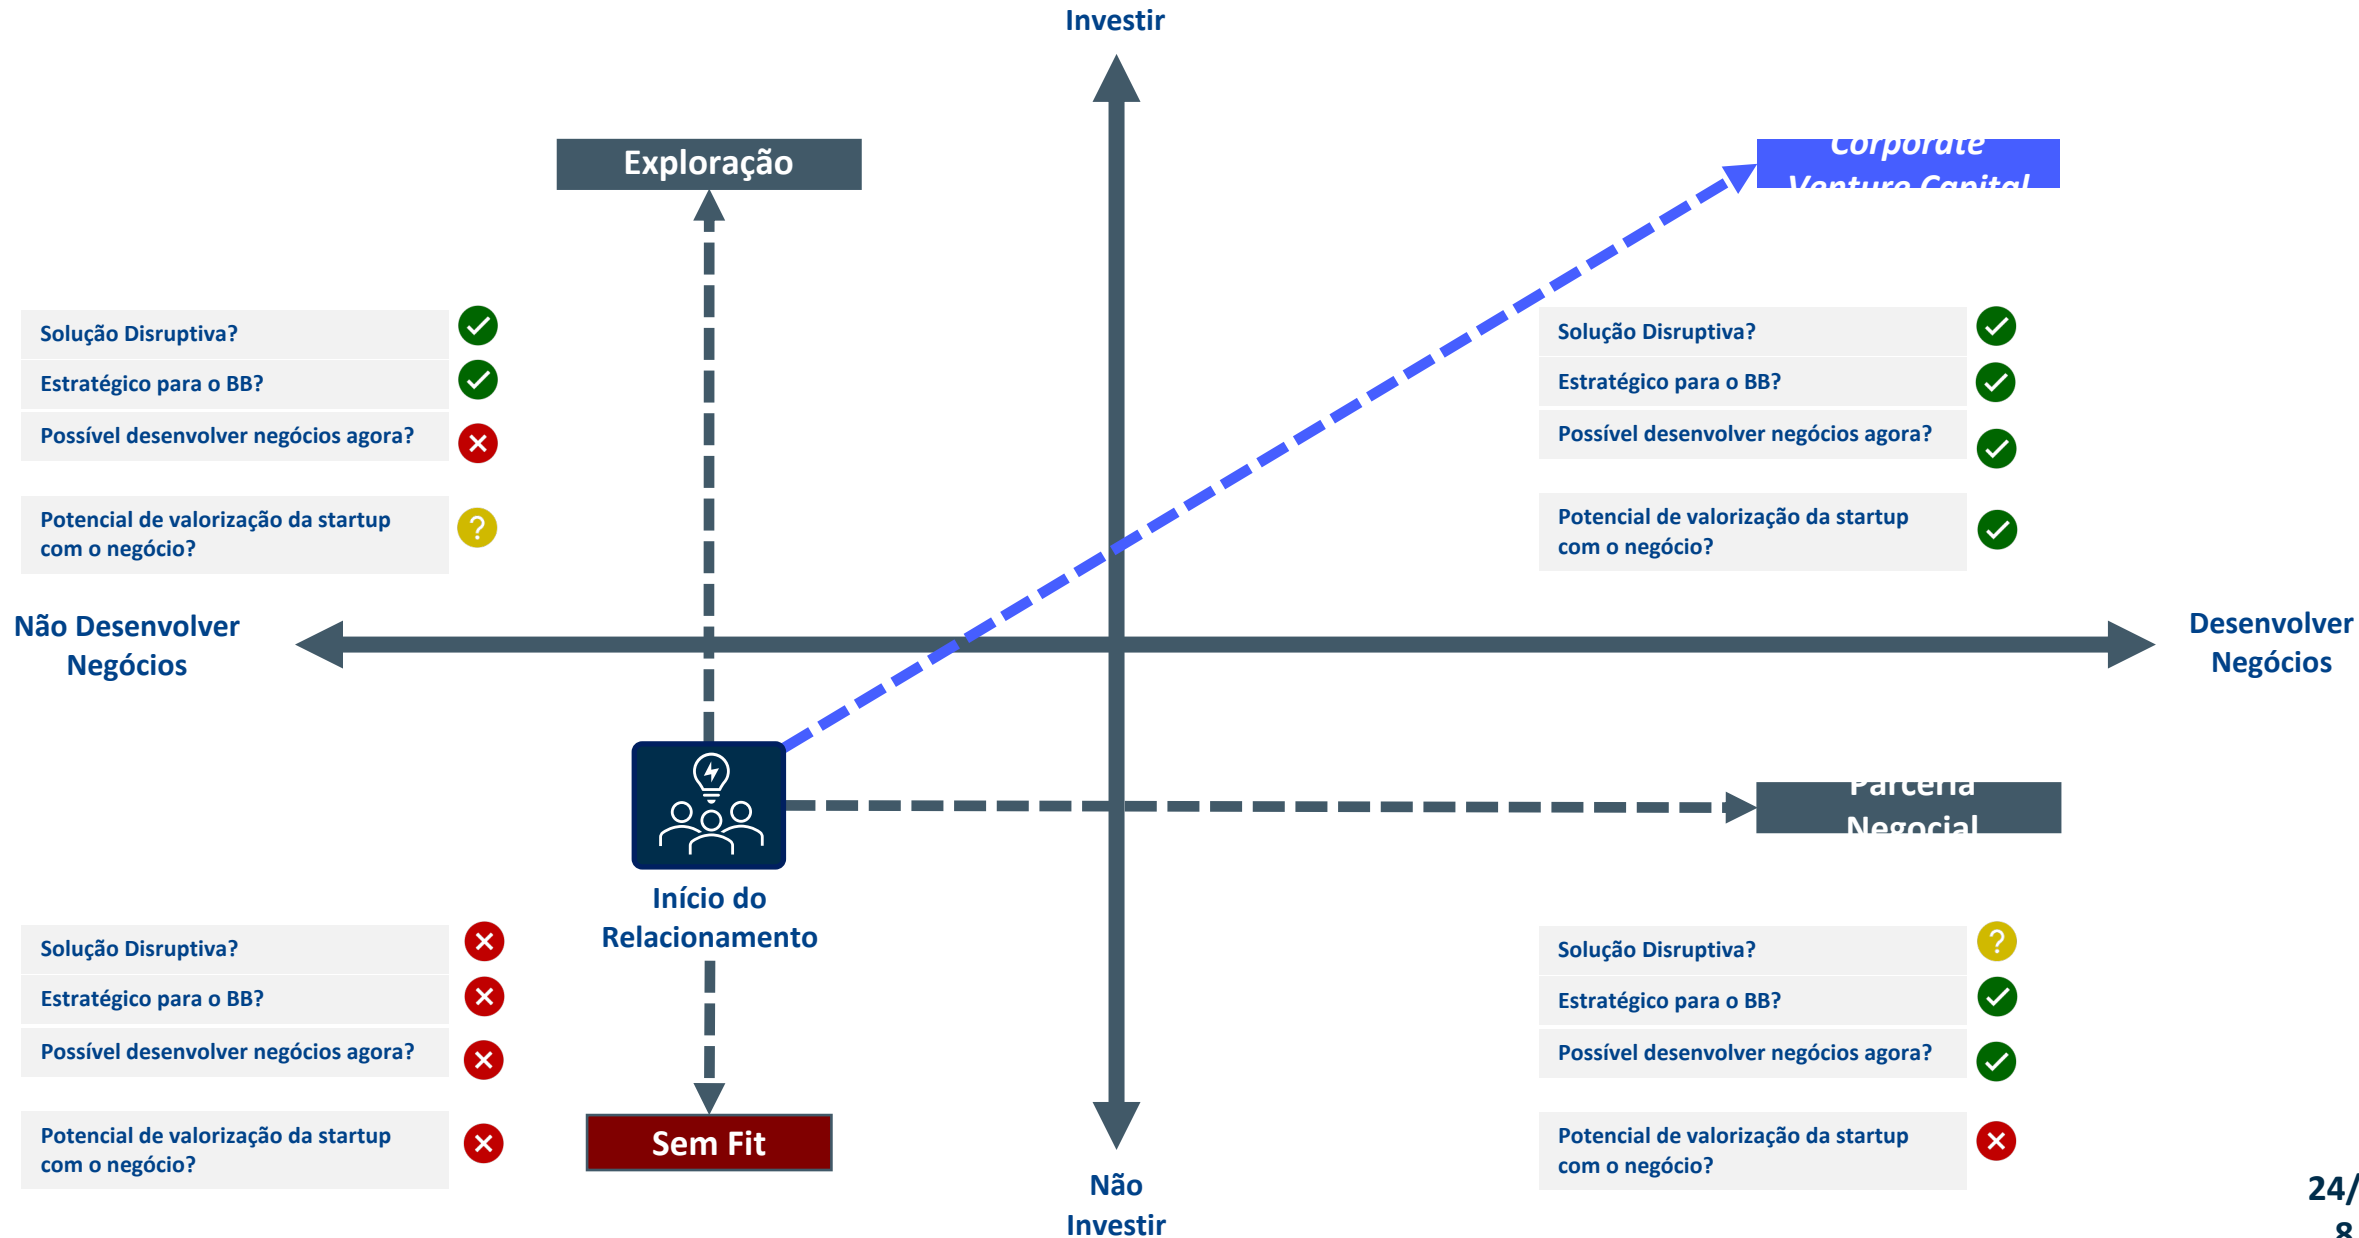 Investir
Exploração
Corporate
Venture Capital
Solução Disruptiva?
Estratégico para o BB?
Possível desenvolver negócios agora?
Potencial de valorização da startup
com o negócio?
Solução Disruptiva?
Estratégico para o BB?
Possível desenvolver negócios agora?
Potencial de valorização da startup
com o negócio?
Não Desenvolver
Negócios
Desenvolver
Negócios
Parceria
Negocial
Início do
Relacionamento
Solução Disruptiva?
Estratégico para o BB?
Possível desenvolver negócios agora?
Potencial de valorização da startup
com o negócio?
Sem Fit
Solução Disruptiva?
Estratégico para o BB?
Possível desenvolver negócios agora?
Potencial de valorização da startup
com o negócio?
Não
Investir
24/
8